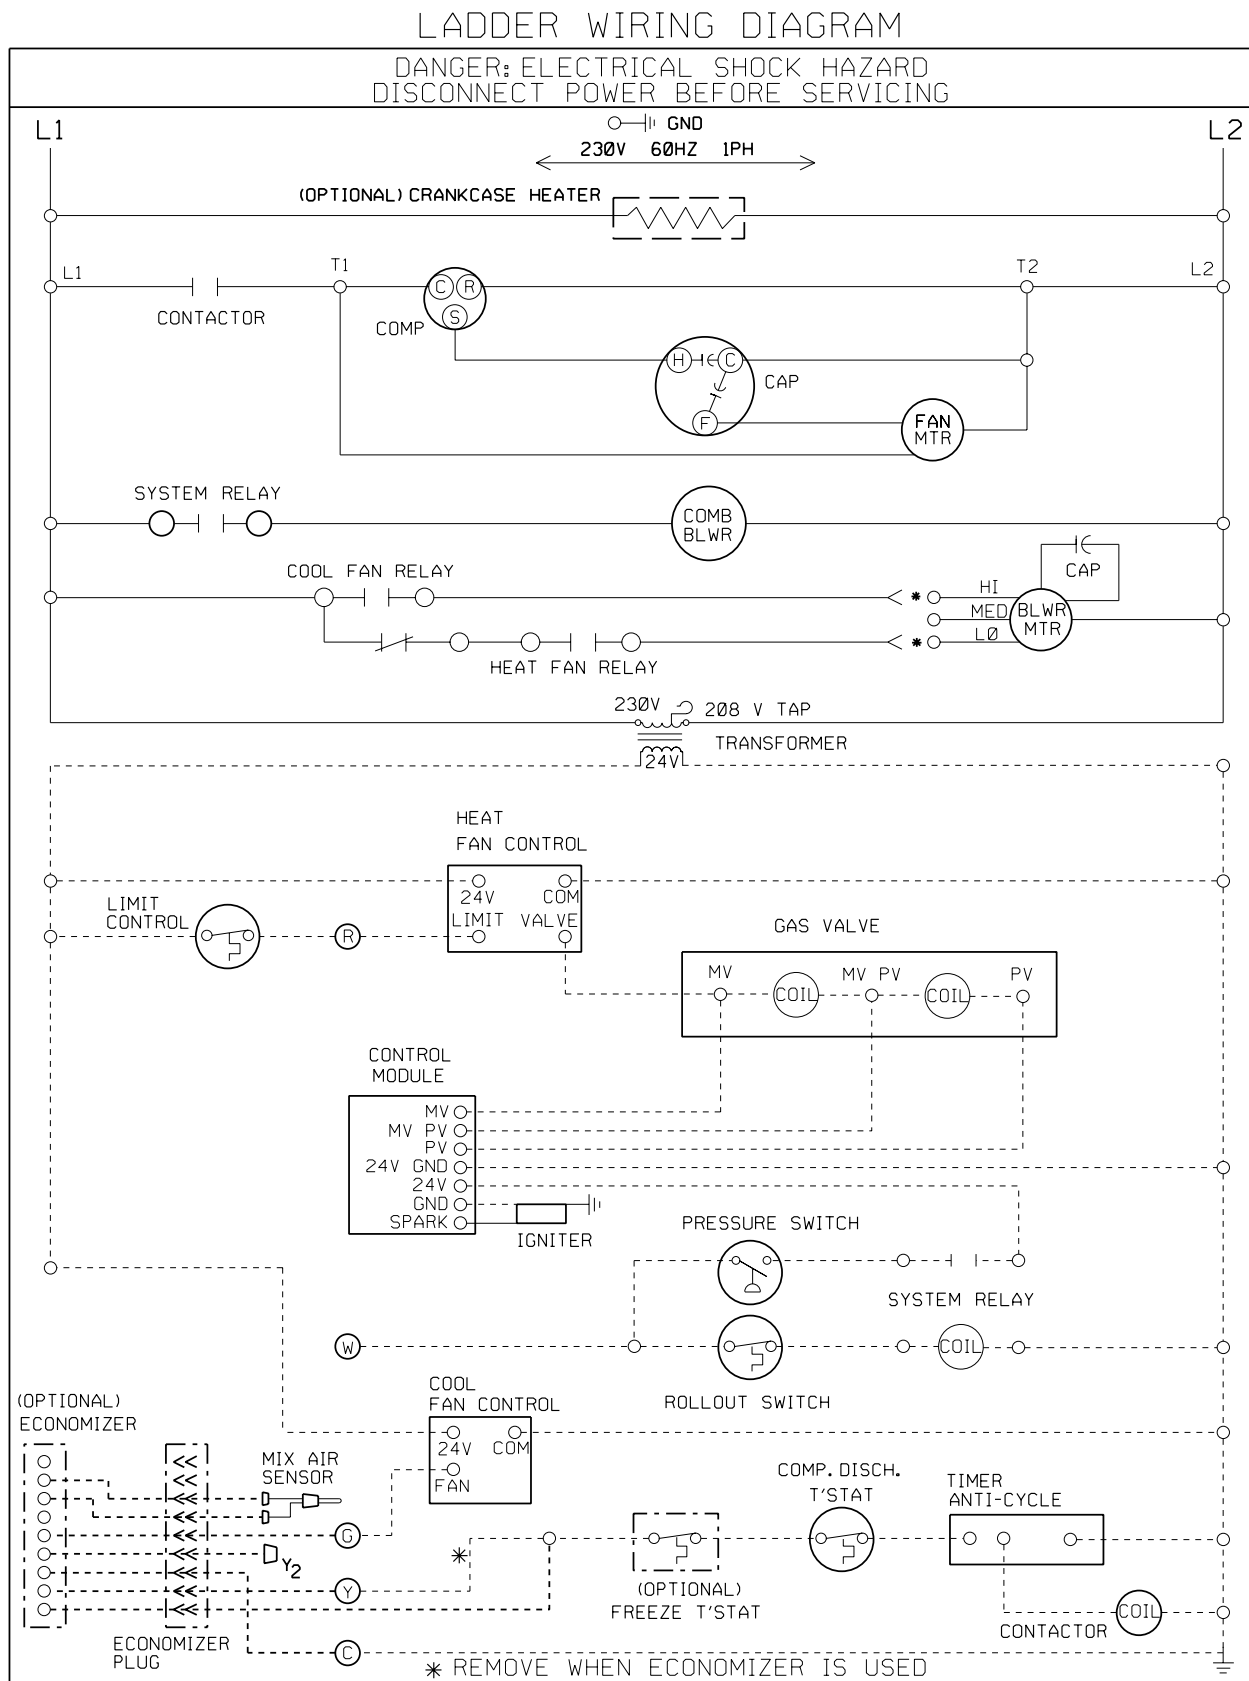 LADDER WIRING DIAGRAM
DANGER: ELECTRICAL SHOCK HAZARD
DISCONNECT POWER BEFORE SERVICING
L1
GND
L2
230V 60HZ 1PH
(OPTIONAL) CRANKCASE HEATER
L1
T1
T2
L2
C R
S
CONTACTOR
COMP
H C
CAP
F
FAN
MTR
SYSTEM RELAY
COMB
BLWR
COOL FAN RELAY
CAP
* HI
MED
BLWR
MTR
* LØ
HEAT FAN RELAY
230V
208 V TAP
TRANSFORMER
24V
HEAT
FAN CONTROL
24V COM
LIMIT
CONTROL
LIMIT VALVE
R
GAS VALVE
MV
MV PV
PV
COIL
COIL
CONTROL
MODULE
MV
MV PV
PV
24V GND
24V
GND
SPARK
IGNITER
PRESSURE SWITCH
SYSTEM RELAY
W
COIL
ROLLOUT SWITCH
COOL
FAN CONTROL
24V COM
FAN
(OPTIONAL)
ECONOMIZER
MIX AIR
SENSOR
COMP. DISCH.
T'STAT
TIMER
ANTI-CYCLE
G
*
Y2
Y
(OPTIONAL)
FREEZE T'STAT
COIL
CONTACTOR
ECONOMIZER
PLUG
C
* REMOVE WHEN ECONOMIZER IS USED